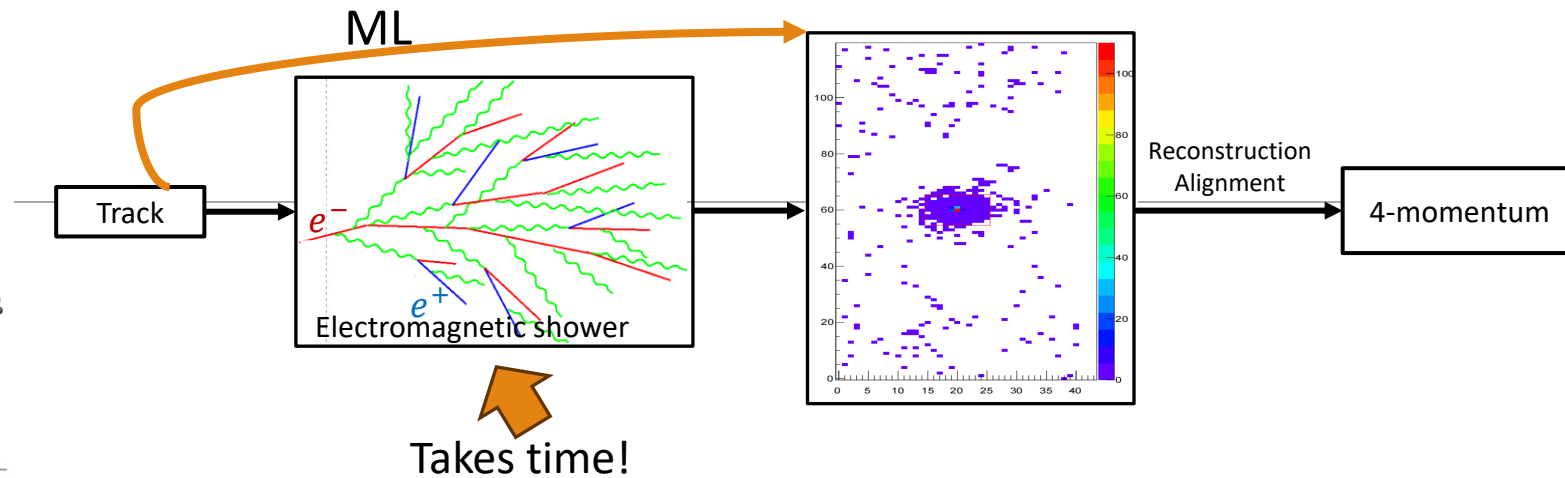 ML
Track
e⁻
e⁺
Electromagnetic shower
Takes time!
100
80
60
40
20
0
0 5 10 15 20 25 30 35 40
100
80
60
40
20
0
Reconstruction
Alignment
4-momentum